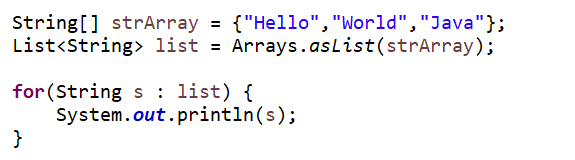 String[] strArray = {"Hello","World","Java"};
List<String> list = Arrays.asList(strArray);
for(String s : list) {
System.out.println(s);
}